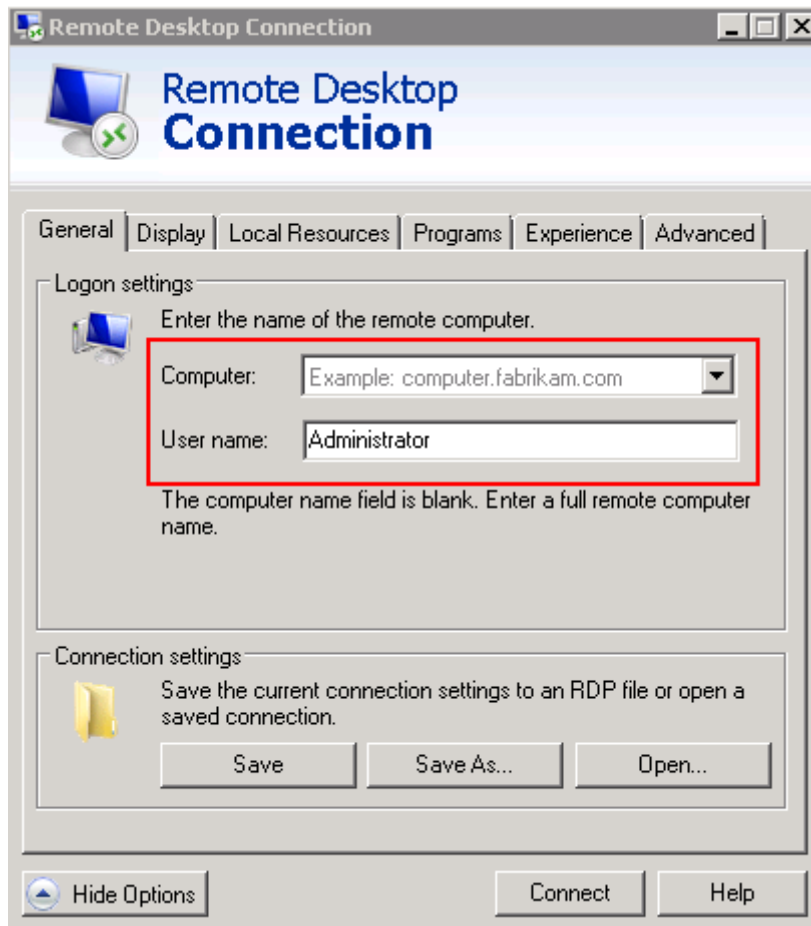 Remote Desktop Connection
Remote Desktop
Connection
General Display Local Resources Programs Experience Advanced
Logon settings
Enter the name of the remote computer.
Computer: Example: computer.fabrikam.com
User name: Administrator
The computer name field is blank. Enter a full remote computer
name.
Connection settings
Save the current connection settings to an RDP file or open a
saved connection.
Save Save As... Open...
Hide Options Connect Help